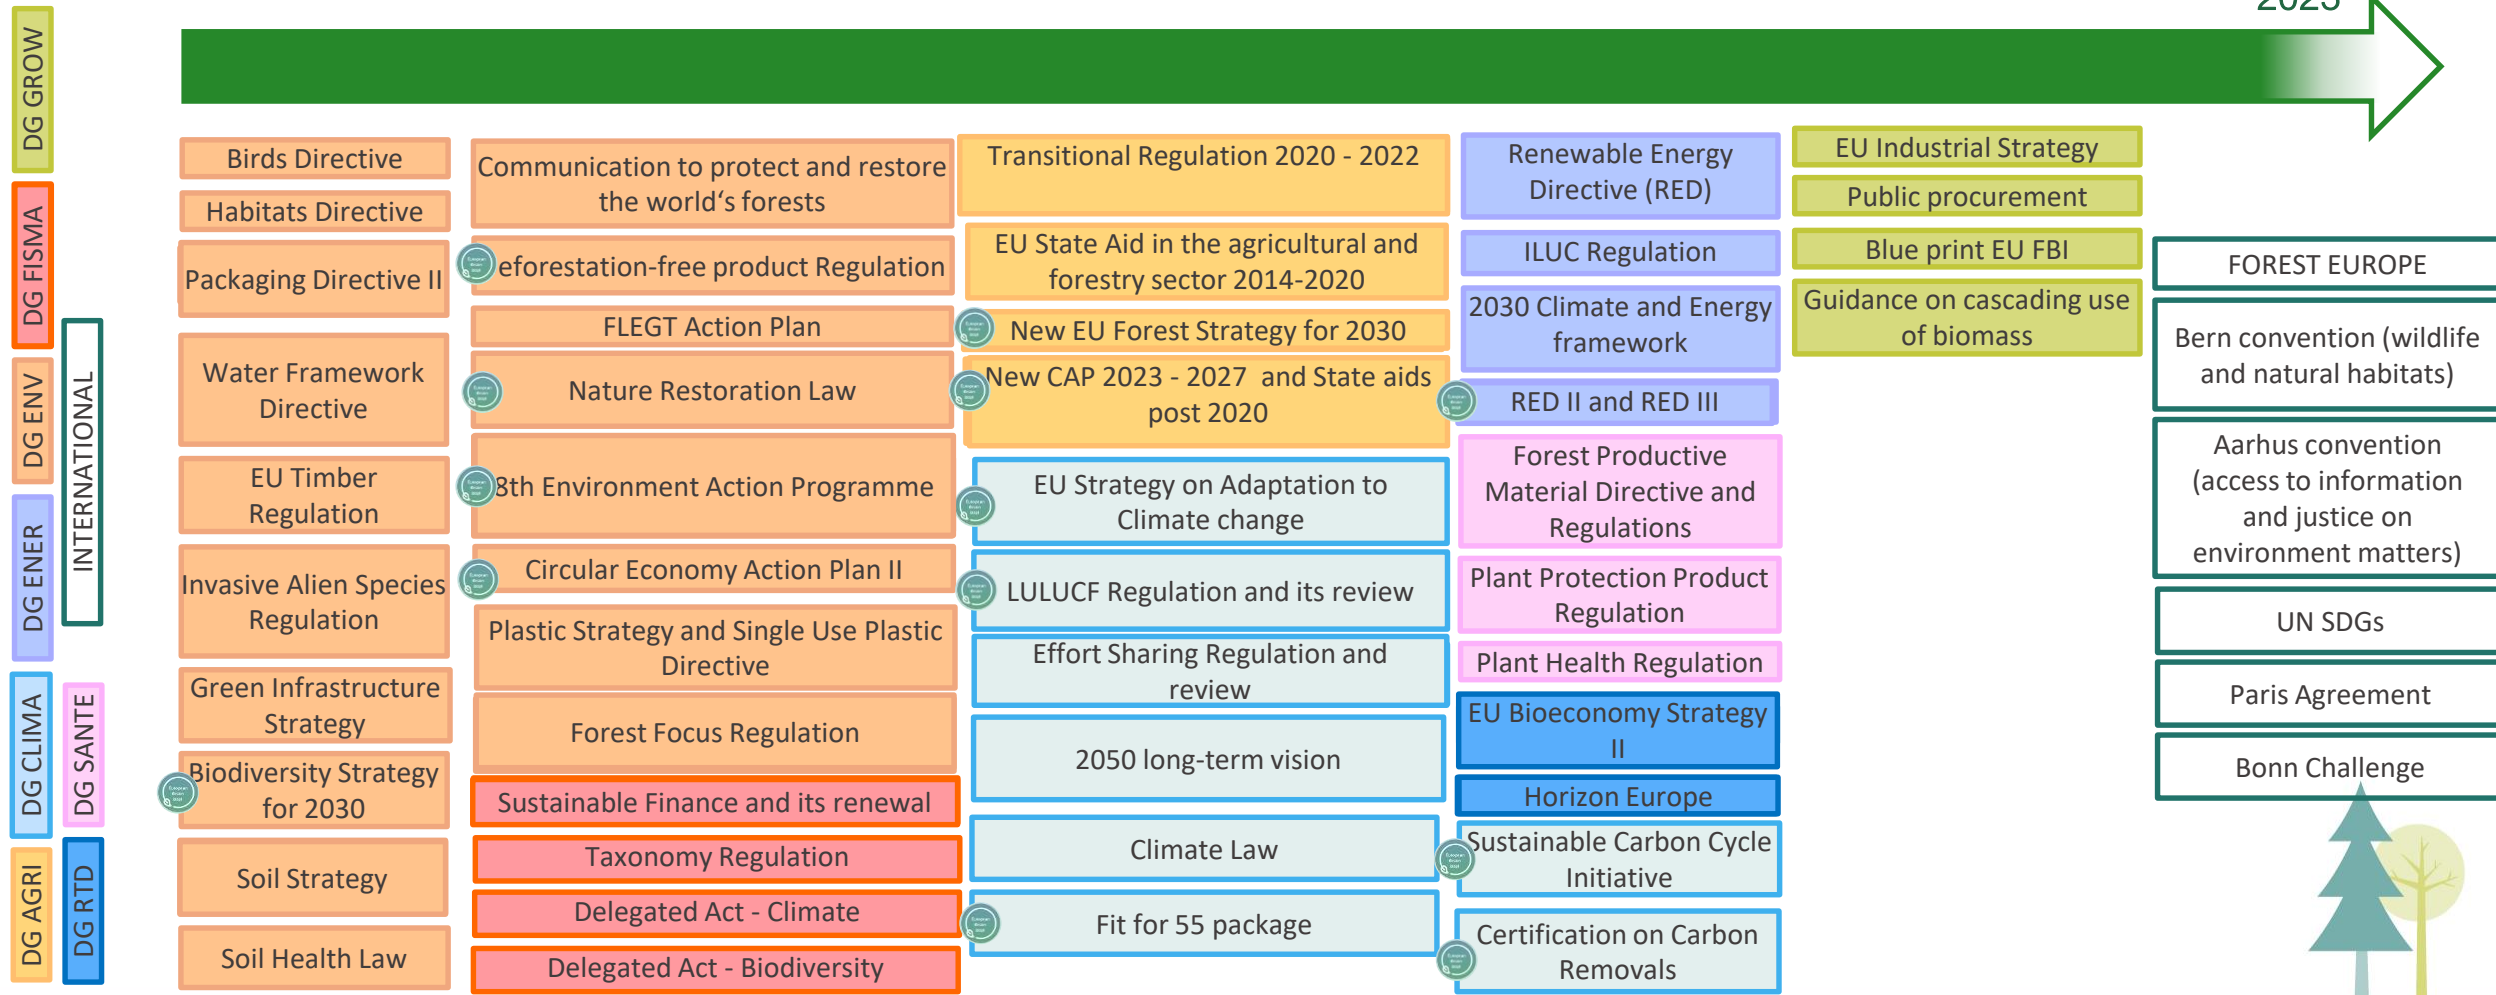 2023
DG GROW
DG FISMA
DG ENV
DG ENER
DG CLIMA
DG AGRI
INTERNATIONAL
DG SANTE
DG RTD
Birds Directive
Habitats Directive
Packaging Directive II
Water Framework
Directive
EU Timber
Regulation
Invasive Alien Species
Regulation
Green Infrastructure
Strategy
Biodiversity Strategy
for 2030
Soil Strategy
Soil Health Law
Communication to protect and restore
the world‘s forests
eforestation-free product Regulation
FLEGT Action Plan
Nature Restoration Law
8th Environment Action Programme
Circular Economy Action Plan II
Plastic Strategy and Single Use Plastic
Directive
Forest Focus Regulation
Sustainable Finance and its renewal
Taxonomy Regulation
Delegated Act - Climate
Delegated Act - Biodiversity
Transitional Regulation 2020 - 2022
EU State Aid in the agricultural and
forestry sector 2014-2020
New EU Forest Strategy for 2030
New CAP 2023 - 2027 and State aids
post 2020
EU Strategy on Adaptation to
Climate change
LULUCF Regulation and its review
Effort Sharing Regulation and
review
2050 long-term vision
Climate Law
Fit for 55 package
Renewable Energy
Directive (RED)
ILUC Regulation
2030 Climate and Energy
framework
RED II and RED III
Forest Productive
Material Directive and
Regulations
Plant Protection Product
Regulation
Plant Health Regulation
EU Bioeconomy Strategy
II
Horizon Europe
Sustainable Carbon Cycle
Initiative
Certification on Carbon
Removals
EU Industrial Strategy
Public procurement
Blue print EU FBI
Guidance on cascading use
of biomass
FOREST EUROPE
Bern convention (wildlife
and natural habitats)
Aarhus convention
(access to information
and justice on
environment matters)
UN SDGs
Paris Agreement
Bonn Challenge